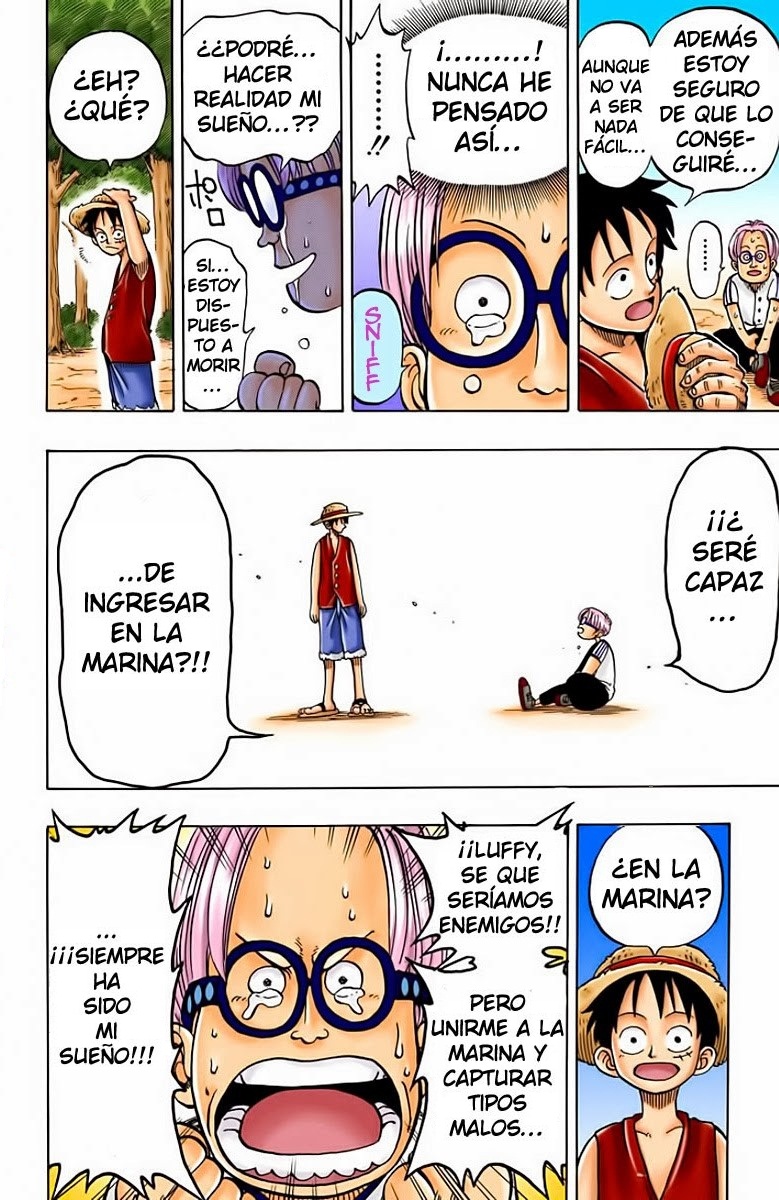 ADEMÁS
ESTOY
SEGURO
DE QUE LO
CONSE-
GUIRÉ...
AUNQUE
NO VA
A SER
NADA
FÁCIL...
......
¡.........!
NUNCA HE
PENSADO
ASÍ...
......!!
SNIFF
¿¿PODRÉ...
HACER
REALIDAD MI
SUEÑO...??
ポロ
SI...
ESTOY
DIS-
PUES-
TO A
MORIR
...
¿EH?
¿QUÉ?
¡¡¿
SERÉ
CAPAZ
...
...DE
INGRESAR
EN LA
MARINA?!!
¿EN LA
MARINA?
¡¡LUFFY,
SE QUE
SERÍAMOS
ENEMIGOS!!
PERO
UNIRME A LA
MARINA Y
CAPTURAR
TIPOS
MALOS...
...
¡¡¡SIEMPRE
HA
SIDO
MI
SUEÑO!!!